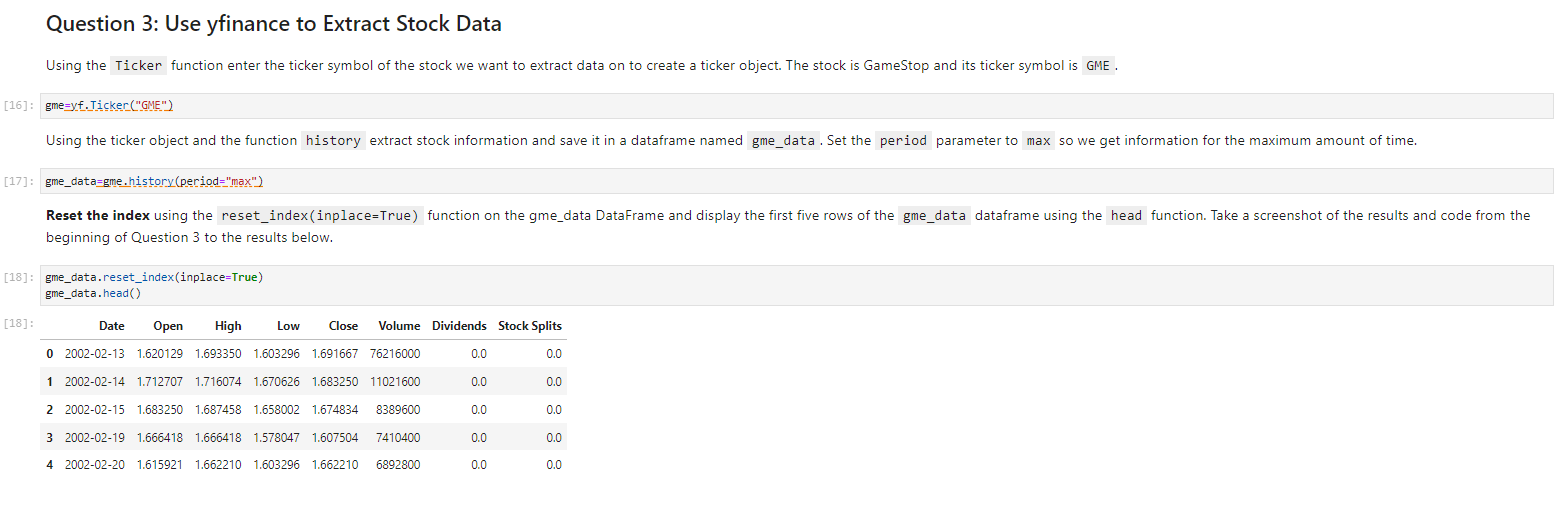 Question 3: Use yfinance to Extract Stock Data
Using the Ticker function enter the ticker symbol of the stock we want to extract data on to create a ticker object. The stock is GameStop and its ticker symbol is GME .
[16]: gme=yf.Ticker("GME")
Using the ticker object and the function history extract stock information and save it in a dataframe named gme_data . Set the period parameter to max so we get information for the maximum amount of time.
[17]: gme_data=gme.history(period="max")
Reset the index using the reset_index(inplace=True) function on the gme_data DataFrame and display the first five rows of the gme_data dataframe using the head function. Take a screenshot of the results and code from the
beginning of Question 3 to the results below.
[18]: gme_data.reset_index(inplace=True)
gme_data.head()
[18]: Date Open High Low Close Volume Dividends Stock Splits
0 2002-02-13 1.620129 1.693350 1.603296 1.691667 76216000 0.0 0.0
1 2002-02-14 1.712707 1.716074 1.670626 1.683250 11021600 0.0 0.0
2 2002-02-15 1.683250 1.687458 1.658002 1.674834 8389600 0.0 0.0
3 2002-02-19 1.666418 1.666418 1.578047 1.607504 7410400 0.0 0.0
4 2002-02-20 1.615921 1.662210 1.603296 1.662210 6892800 0.0 0.0